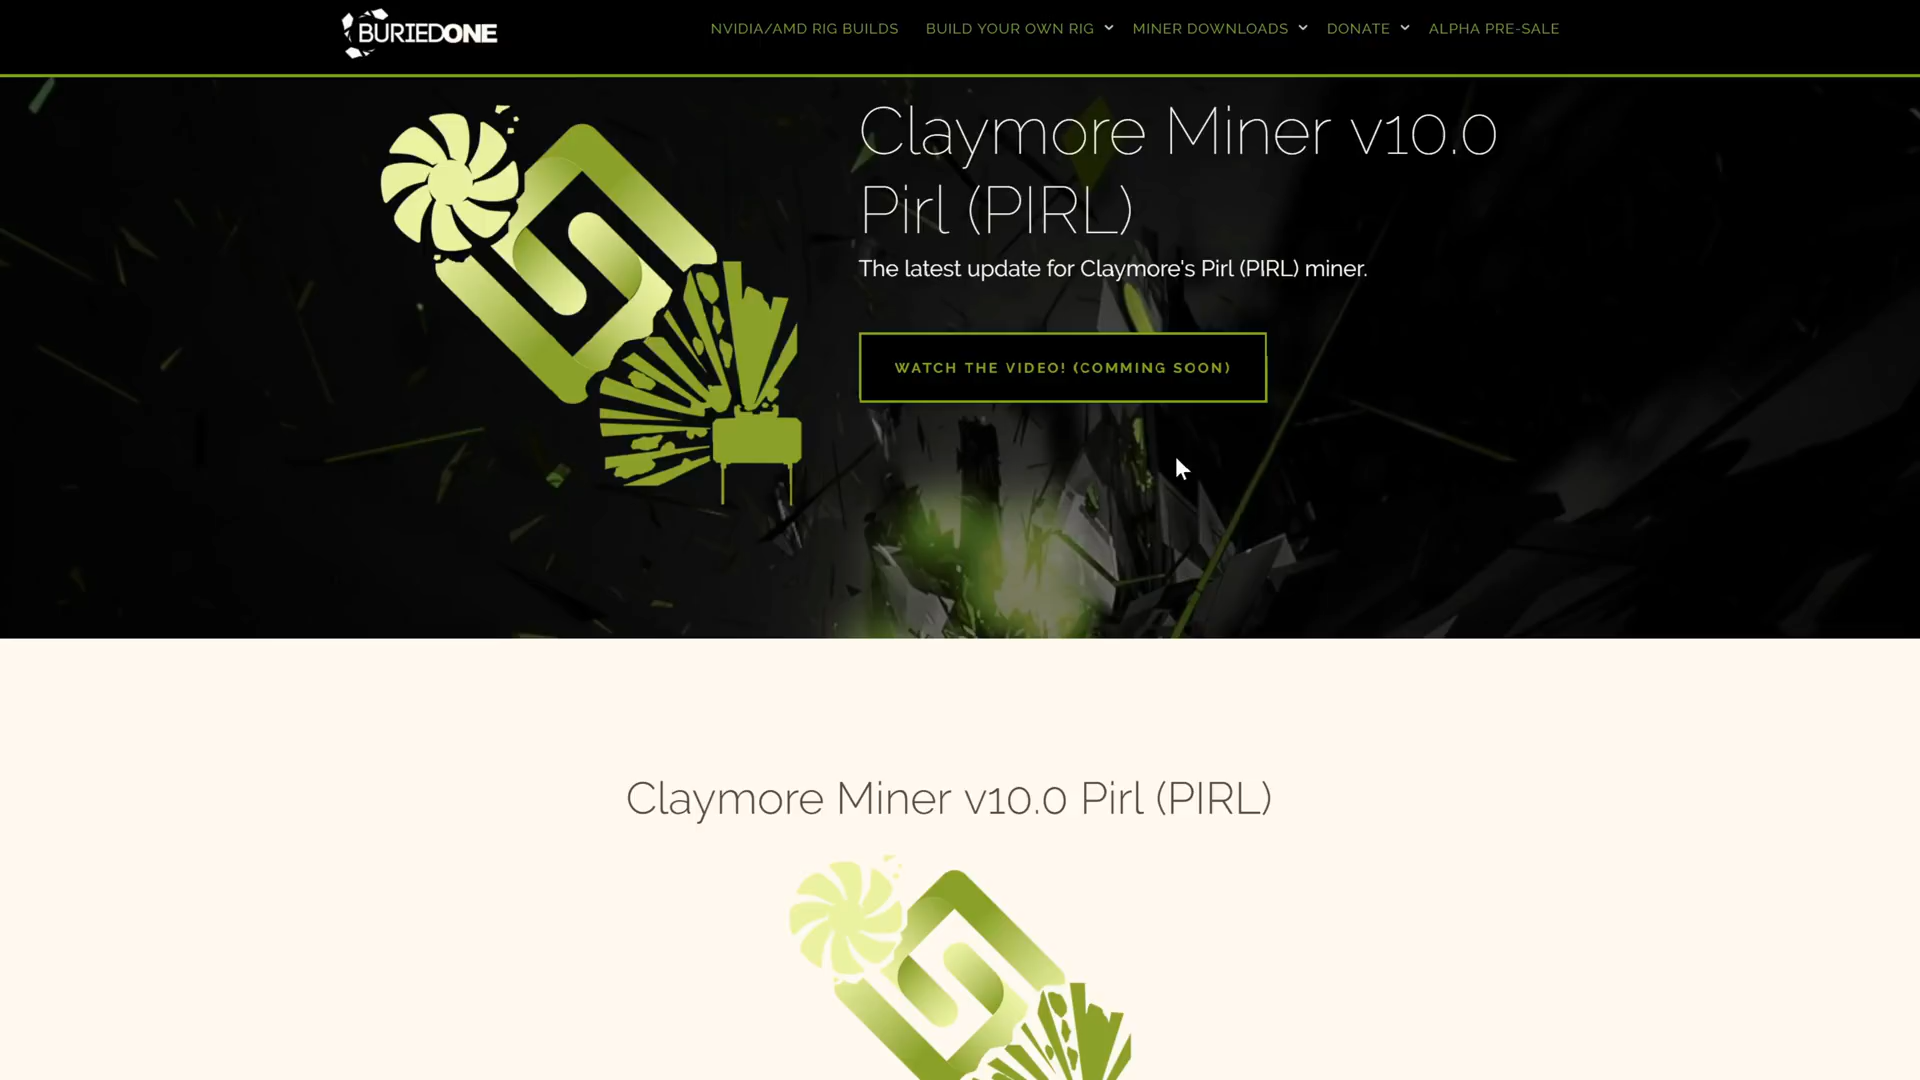 BURIEDONE
NVIDIA/AMD RIG BUILDS BUILD YOUR OWN RIG MINER DOWNLOADS DONATE ALPHA PRE-SALE
Claymore Miner v10.0
Pirl (PIRL)
The latest update for Claymore's Pirl (PIRL) miner.
WATCH THE VIDEO! (COMMING SOON)
Claymore Miner v10.0 Pirl (PIRL)